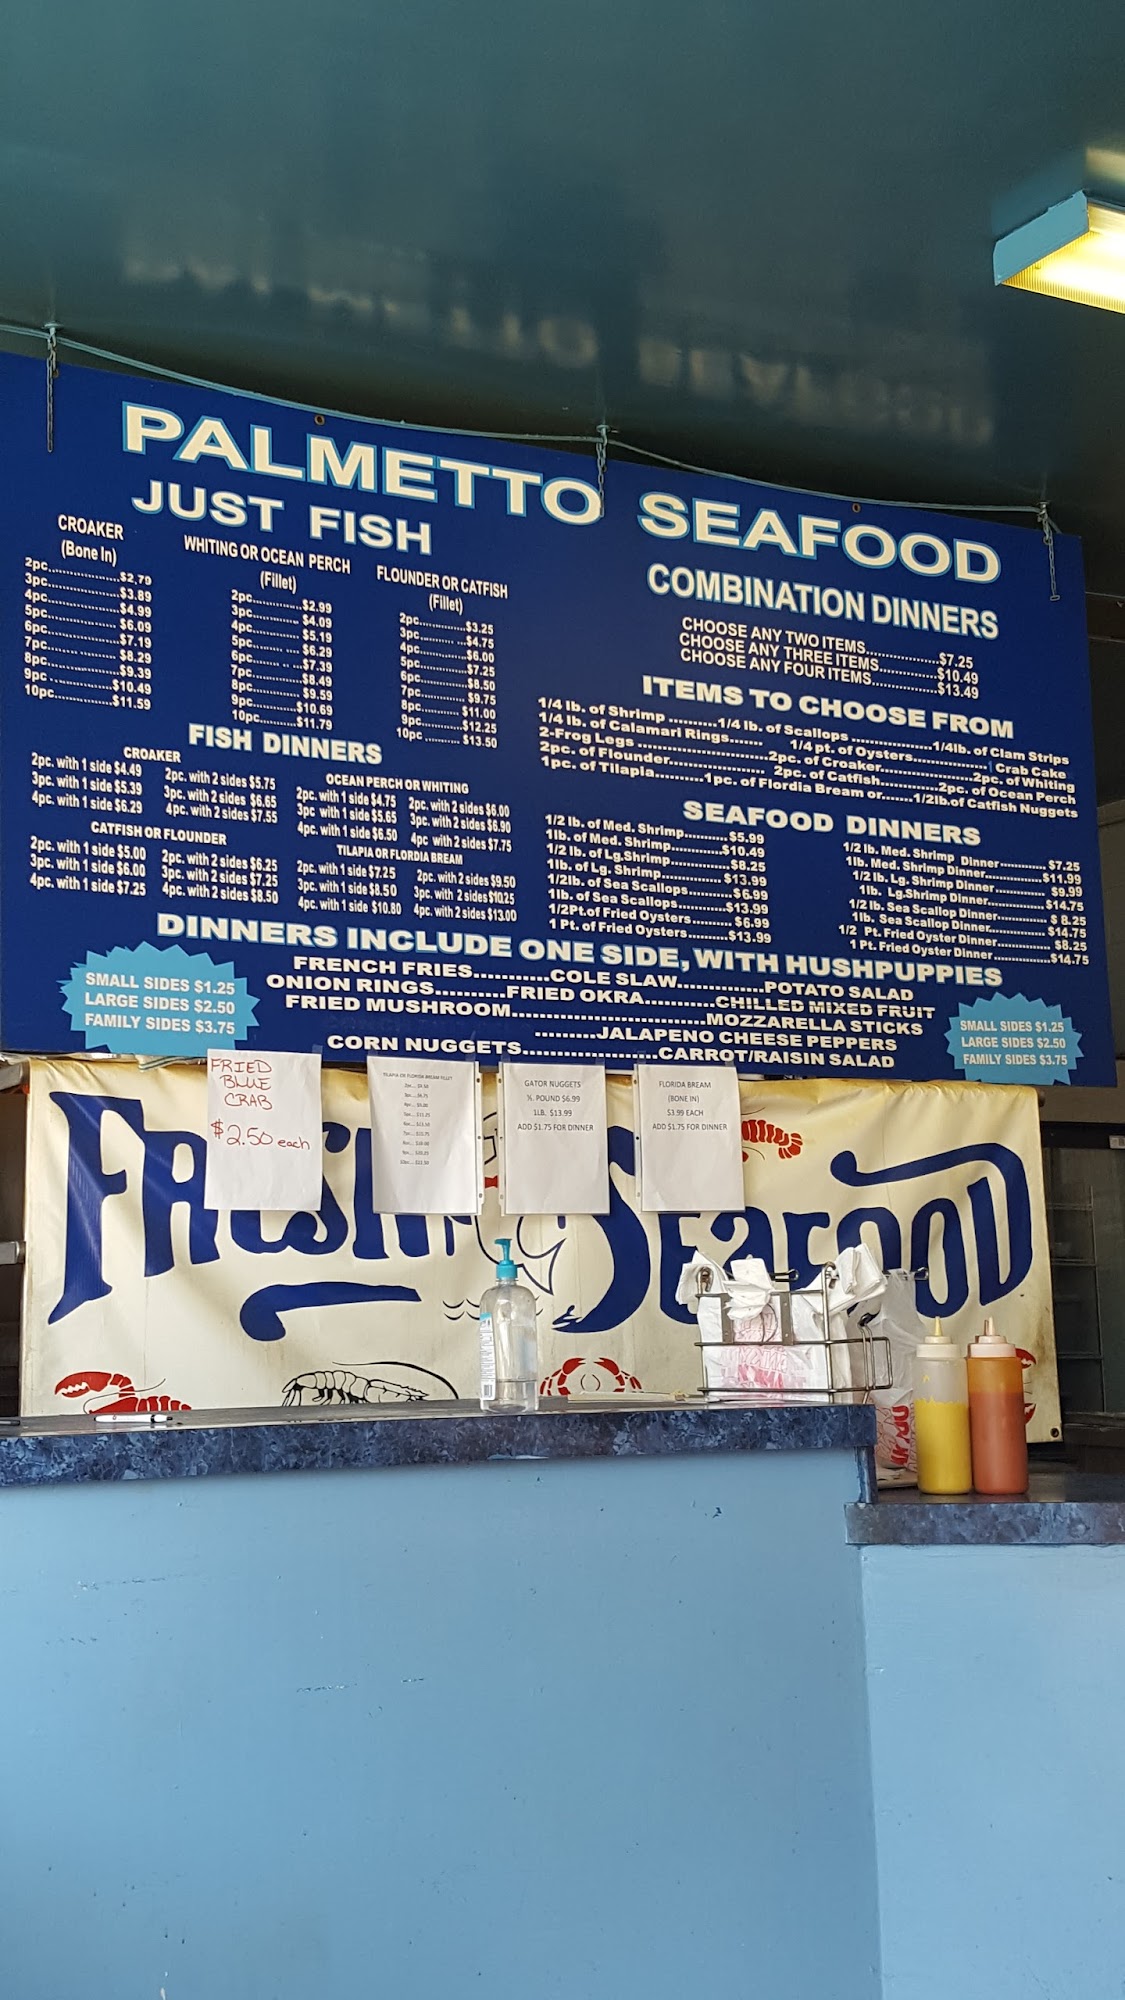 PALMETTO SEAFOOD
JUST FISH
CROAKER
(Bone In)
2pc..................$2.79
3pc..................$3.89
4pc..................$4.99
5pc..................$6.09
6pc..................$7.19
7pc..................$8.29
8pc..................$9.39
9pc..................$10.49
10pc..................$11.59
WHITING OR OCEAN PERCH
(Fillet)
2pc.............$2.99
3pc.............$4.09
4pc.............$5.19
5pc.............$6.29
6pc.............$7.39
7pc.............$8.49
8pc.............$9.59
9pc.............$10.69
10pc.............$11.79
FLOUNDER OR CATFISH
(Fillet)
2pc............$3.25
3pc............$4.75
4pc............$6.00
5pc............$7.25
6pc............$8.50
7pc............$9.75
8pc............$11.00
9pc............$12.25
10pc...........$13.50
FISH DINNERS
CROAKER
2pc. with 1 side $4.49 2pc. with 2 sides $5.75
3pc. with 1 side $5.39 3pc. with 2 sides $6.65
4pc. with 1 side $6.29 4pc. with 2 sides $7.55
OCEAN PERCH OR WHITING
2pc. with 1 side $4.75 2pc. with 2 sides $6.00
3pc with 1 side $5.65 3pc. with 2 sides $6.90
4pc. with 1 side $6.50 4pc with 2 sides $7.75
CATFISH OR FLOUNDER
2pc. with 1 side $5.00 2pc. with 2 sides $6.25
3pc. with 1 side $6.00 3pc. with 2 sides $7.25
4pc. with 1 side $7.25 4pc. with 2 sides $8.50
TILAPIA OR FLORDIA BREAM
2pc. with 1 side $7.25 2pc. with 2 sides $9.50
3pc. with 1 side $8.50 3pc. with 2 sides $10.25
4pc. with 1 side $10.80 4pc. with 2 sides $13.00
COMBINATION DINNERS
CHOOSE ANY TWO ITEMS..................$7.25
CHOOSE ANY THREE ITEMS..............$10.49
CHOOSE ANY FOUR ITEMS................$13.49
ITEMS TO CHOOSE FROM
1/4 lb. of Shrimp ..........1/4 lb. of Scallops ..................1/4lb. of Clam Strips
1/4 lb. of Calamari Rings....... 1/4 pt. of Oysters..................1 Crab Cake
2-Frog Legs ..........................2pc. of Croaker....................2pc. of Whiting
2pc. of Flounder.................... 2pc. of Catfish.............2pc. of Ocean Perch
1pc. of Tilapia..........1pc. of Flordia Bream or.......1/2lb.of Catfish Nuggets
SEAFOOD DINNERS
1/2 lb. of Med. Shrimp...........$5.99
1lb. of Med. Shrimp...............$10.49
1/2 lb. of Lg.Shrimp...............$8.25
1lb. of Lg. Shrimp..................$13.99
1/2lb. of Sea Scallops...........$6.99
1lb. of Sea Scallops..............$13.99
1/2Pt.of Fried Oysters..........$6.99
1 Pt. of Fried Oysters..........$13.99
1/2 lb. Med. Shrimp Dinner............$7.25
1lb. Med. Shrimp Dinner...............$11.99
1/2 lb. Lg. Shrimp Dinner..............$9.99
1lb. Lg.Shrimp Dinner..................$14.75
1/2 lb. Sea Scallop Dinner.............$8.25
1lb. Sea Scallop Dinner................$14.75
1/2 Pt. Fried Oyster Dinner............$8.25
1 Pt. Fried Oyster Dinner...............$14.75
DINNERS INCLUDE ONE SIDE, WITH HUSHPUPPIES
FRENCH FRIES...........COLE SLAW.............POTATO SALAD
ONION RINGS..........FRIED OKRA..........CHILLED MIXED FRUIT
FRIED MUSHROOM............................MOZZARELLA STICKS
.........JALAPENO CHEESE PEPPERS
CORN NUGGETS...................CARROT/RAISIN SALAD
SMALL SIDES $1.25
LARGE SIDES $2.50
FAMILY SIDES $3.75
SMALL SIDES $1.25
LARGE SIDES $2.50
FAMILY SIDES $3.75
FRIED
BLUE
CRAB
$2.50 each
TILAPIA OR FLORIDA BREAM FILLET
GATOR NUGGETS
½ POUND $6.99
1LB. $13.99
ADD $1.75 FOR DINNER
FLORIDA BREAM
(BONE IN)
$3.99 EACH
ADD $1.75 FOR DINNER
FRESH SEAFOOD